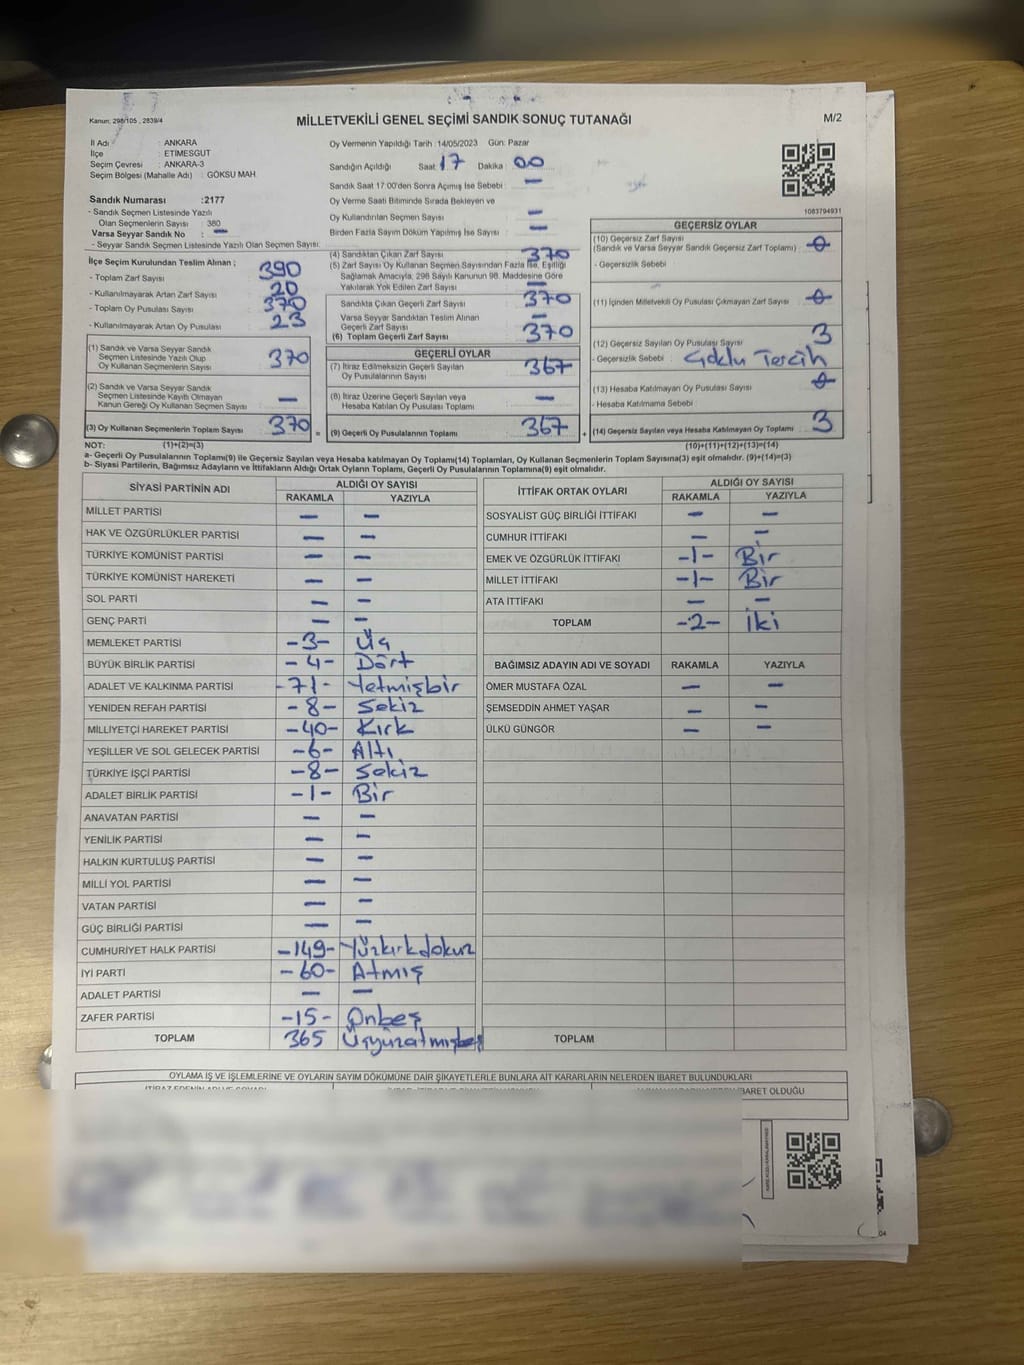 Kanun: 298/105 , 2839/4
MİLLETVEKİLİ GENEL SEÇİMİ SANDIK SONUÇ TUTANAĞI
M/2
İl Adı : ANKARA
İlçe : ETİMESGUT
Seçim Çevresi : ANKARA-3
Seçim Bölgesi (Mahalle Adı) : GÖKSU MAH.
Sandık Numarası :2177
- Sandık Seçmen Listesinde Yazılı
Olan Seçmenlerin Sayısı : 380
Varsa Seyyar Sandık No : —
- Seyyar Sandık Seçmen Listesinde Yazılı Olan Seçmen Sayısı:
İlçe Seçim Kurulundan Teslim Alınan ;
- Toplam Zarf Sayısı 390
- Kullanılmayarak Artan Zarf Sayısı 20
- Toplam Oy Pusulası Sayısı 370
- Kullanılmayarak Artan Oy Pusulası 23
(1) Sandık ve Varsa Seyyar Sandık
Seçmen Listesinde Yazılı Olup
Oy Kullanan Seçmenlerin Sayısı 370
(2) Sandık ve Varsa Seyyar Sandık
Seçmen Listesinde Kayıtlı Olmayan
Kanun Gereği Oy Kullanan Seçmen Sayısı —
(3) Oy Kullanan Seçmenlerin Toplam Sayısı 370 =
Oy Vermenin Yapıldığı Tarih :14/05/2023 Gün: Pazar
Sandığın Açıldığı Saat: 17 Dakika : 00
Sandık Saat 17:00'den Sonra Açımış İse Sebebi : —
Oy Verme Saati Bitiminde Sırada Bekleyen ve
Oy Kullandırılan Seçmen Sayısı —
Birden Fazla Sayım Döküm Yapılmış İse Sayısı : —
(4) Sandıktan Çıkan Zarf Sayısı 370
(5) Zarf Sayısı Oy Kullanan Seçmen Sayısından Fazla İse, Eşitliği
Sağlamak Amacıyla, 298 Sayılı Kanunun 98. Maddesine Göre
Yakılarak Yok Edilen Zarf Sayısı —
Sandıkta Çıkan Geçerli Zarf Sayısı 370
Varsa Seyyar Sandıktan Teslim Alınan
Geçerli Zarf Sayısı —
(6) Toplam Geçerli Zarf Sayısı 370
GEÇERLİ OYLAR
(7) İtiraz Edilmeksizin Geçerli Sayılan
Oy Pusulalarının Sayısı 367
(8) İtiraz Üzerine Geçerli Sayılan veya
Hesaba Katılan Oy Pusulası Toplamı —
(9) Geçerli Oy Pusulalarının Toplamı 367 +
1083794931
GEÇERSİZ OYLAR
(10) Geçersiz Zarf Sayısı
(Sandık ve Varsa Seyyar Sandık Geçersiz Zarf Toplamı) : 0
- Geçersizlik Sebebi :
(11) İçinden Milletvekili Oy Pusulası Çıkmayan Zarf Sayısı : 0
(12) Geçersiz Sayılan Oy Pusulası Sayısı 3
- Geçersizlik Sebebi : Çoklu Tercih
(13) Hesaba Katılmayan Oy Pusulası Sayısı 0
- Hesaba Katılmama Sebebi :
(14) Geçersiz Sayılan veya Hesaba Katılmayan Oy Toplamı : 3
NOT: (1)+(2)=(3) (10)+(11)+(12)+(13)=(14)
a- Geçerli Oy Pusulalarının Toplamı(9) ile Geçersiz Sayılan veya Hesaba katılmayan Oy Toplamı(14) Toplamları, Oy Kullanan Seçmenlerin Toplam Sayısına(3) eşit olmalıdır. (9)+(14)=(3)
b- Siyasi Partilerin, Bağımsız Adayların ve İttifakların Aldığı Ortak Oyların Toplamı, Geçerli Oy Pusulalarının Toplamına(9) eşit olmalıdır.
SİYASİ PARTİNİN ADI ALDIĞI OY SAYISI
RAKAMLA YAZIYLA
MİLLET PARTİSİ — —
HAK VE ÖZGÜRLÜKLER PARTİSİ — —
TÜRKİYE KOMÜNİST PARTİSİ — —
TÜRKİYE KOMÜNİST HAREKETİ — —
SOL PARTİ — —
GENÇ PARTİ — —
MEMLEKET PARTİSİ -3- Üç
BÜYÜK BİRLİK PARTİSİ -4- Dört
ADALET VE KALKINMA PARTİSİ -71- Yetmişbir
YENİDEN REFAH PARTİSİ -8- Sekiz
MİLLİYETÇİ HAREKET PARTİSİ -40- Kırk
YEŞİLLER VE SOL GELECEK PARTİSİ -6- Altı
TÜRKİYE İŞÇİ PARTİSİ -8- Sekiz
ADALET BİRLİK PARTİSİ -1- Bir
ANAVATAN PARTİSİ — —
YENİLİK PARTİSİ — —
HALKIN KURTULUŞ PARTİSİ — —
MİLLİ YOL PARTİSİ — —
VATAN PARTİSİ — —
GÜÇ BİRLİĞİ PARTİSİ — —
CUMHURİYET HALK PARTİSİ -149- Yüzkırkdokuz
İYİ PARTİ -60- Atmış
ADALET PARTİSİ — —
ZAFER PARTİSİ -15- Onbeş
TOPLAM 365 Üçyüzatmışbeş
İTTİFAK ORTAK OYLARI ALDIĞI OY SAYISI
RAKAMLA YAZIYLA
SOSYALİST GÜÇ BİRLİĞİ İTTİFAKI — —
CUMHUR İTTİFAKI — —
EMEK VE ÖZGÜRLÜK İTTİFAKI -1- Bir
MİLLET İTTİFAKI -1- Bir
ATA İTTİFAKI — —
TOPLAM -2- İki
BAĞIMSIZ ADAYIN ADI VE SOYADI RAKAMLA YAZIYLA
ÖMER MUSTAFA ÖZAL — —
ŞEMSEDDİN AHMET YAŞAR — —
ÜLKÜ GÜNGÖR — —
TOPLAM
OYLAMA İŞ VE İŞLEMLERİNE VE OYLARIN SAYIM DÖKÜMÜNE DAİR ŞİKAYETLERLE BUNLARA AİT KARARLARIN NELERDEN İBARET BULUNDUKLARI
İTİRAZ EDENİN ADI VE SOYADI
İBARET OLDUĞU